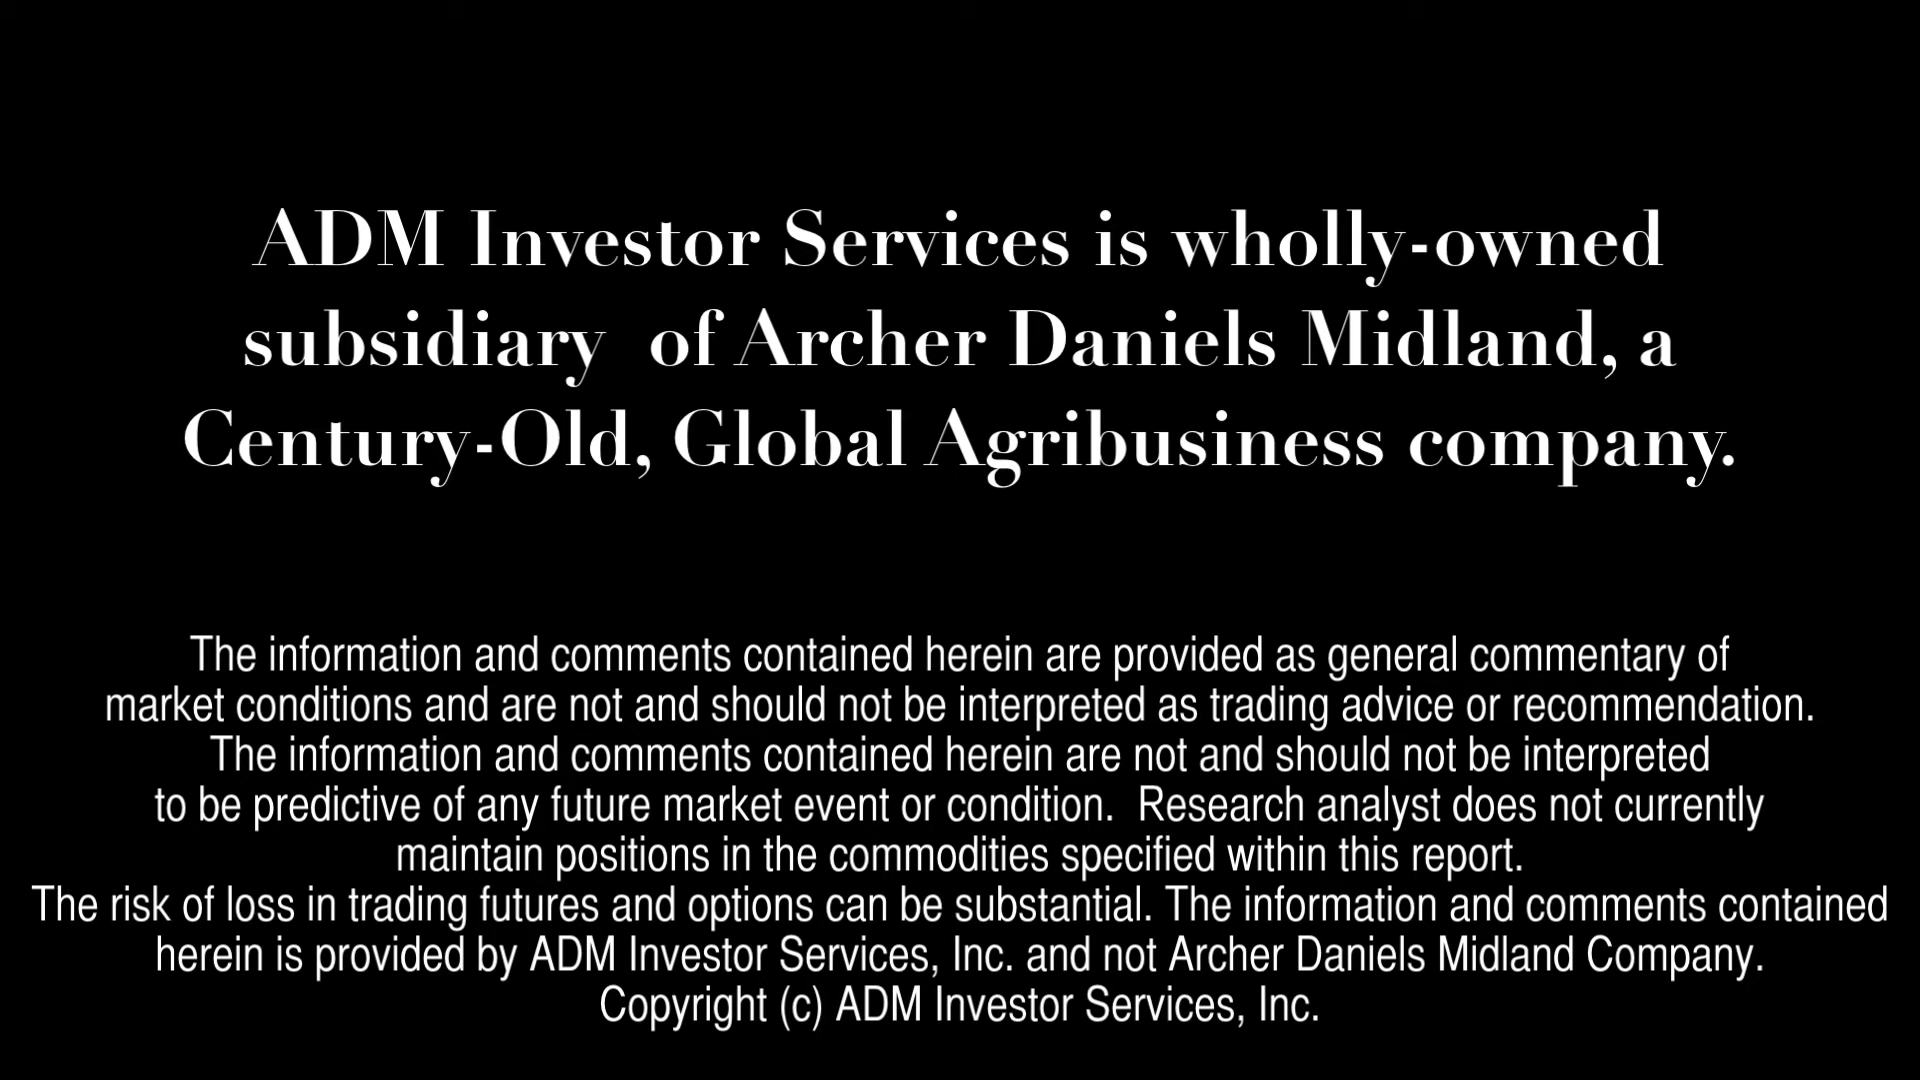 ADM Investor Services is wholly-owned
subsidiary  of Archer Daniels Midland, a
Century-Old, Global Agribusiness company.
The information and comments contained herein are provided as general commentary of
market conditions and are not and should not be interpreted as trading advice or recommendation.
The information and comments contained herein are not and should not be interpreted
to be predictive of any future market event or condition.  Research analyst does not currently
maintain positions in the commodities specified within this report.
The risk of loss in trading futures and options can be substantial. The information and comments contained
herein is provided by ADM Investor Services, Inc. and not Archer Daniels Midland Company.
Copyright (c) ADM Investor Services, Inc.